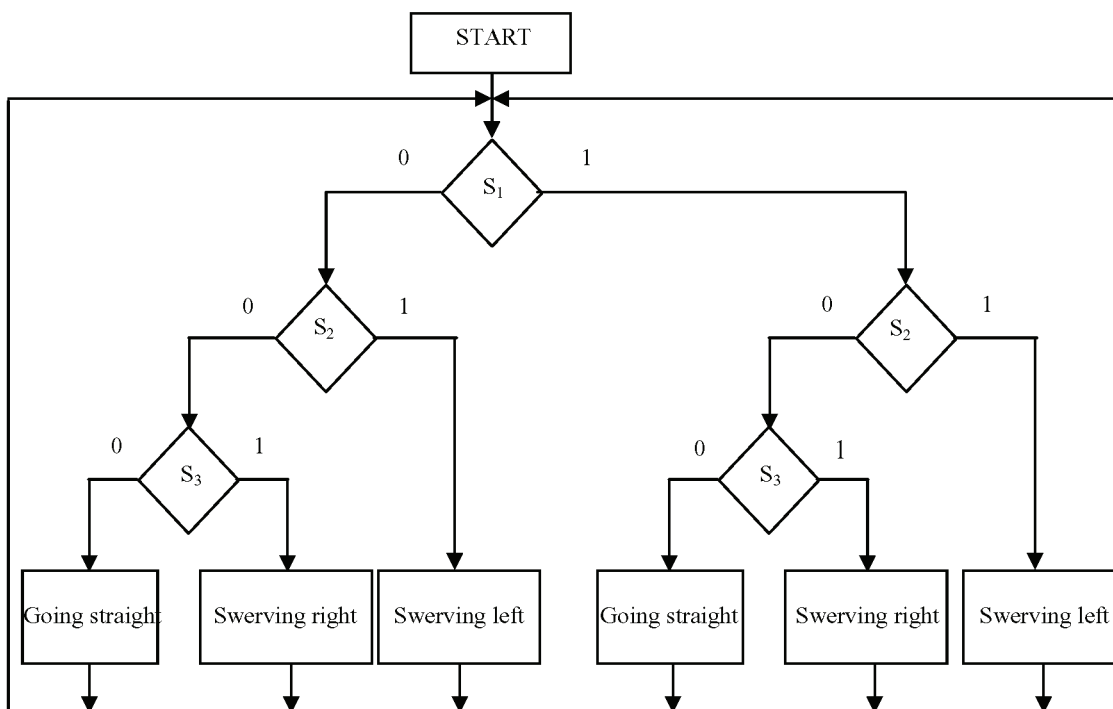 START
0
1
S₁
0
1
S₂
0
1
S₂
0
1
S₃
0
1
S₃
Going straight
Swerving right
Swerving left
Going straight
Swerving right
Swerving left